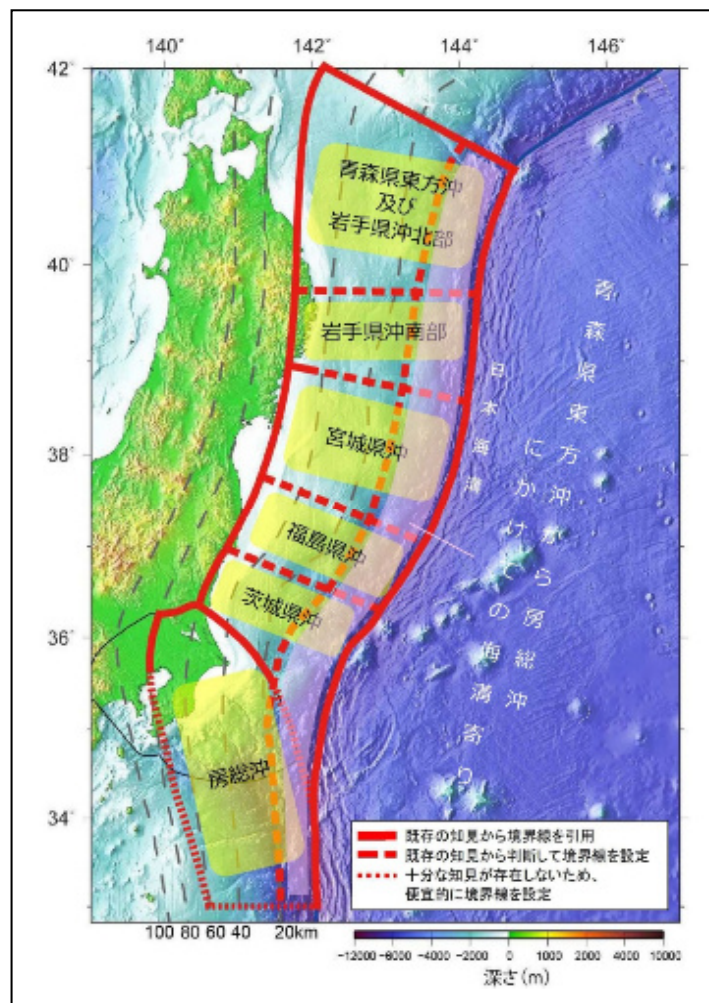 140° 142° 144° 146°
42°
40°
38°
36°
34°
青森県東方沖
及び
岩手県沖北部
岩手県沖南部
宮城県沖
福島県沖
茨城県沖
房総沖
日本海溝
青森県東方沖から房総沖
にかけての海溝寄り
既存の知見から境界線を引用
既存の知見から判断して境界線を設定
十分な知見が存在しないため、
便宜的に境界線を設定
100 80 60 40 20km
-12000 -6000 -4000 -2000 0 2000 4000 10000
深さ(m)